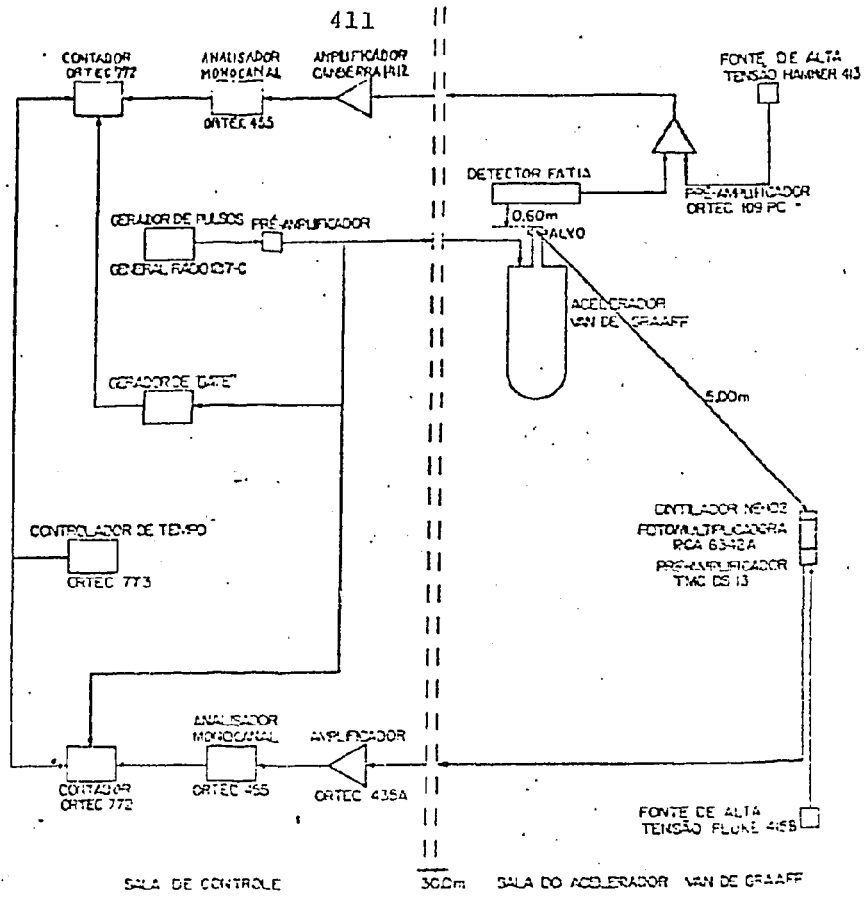 411
CONTADOR
ORTEC 772
ANALISADOR
MONOCANAL
ORTEC 455
AMPLIFICADOR
CANBERRA 1412
FONTE DE ALTA
TENSÃO HAMMER 413
DETECTOR FATIA
0.60m
ALVO
PRÉ-AMPLIFICADOR
ORTEC 109 PC
GERADOR DE PULSOS
GENERAL RADIO
PRÉ-AMPLIFICADOR
ACELERADOR
VAN DE GRAAFF
GERADOR DE "GATE"
5,00m
CONTROLADOR DE TEMPO
ORTEC 773
CINTILADOR NE-102
FOTOMULTIPLICADORA
RCA 6342A
PRÉ-AMPLIFICADOR
TMC DS 13
ANALISADOR
MONOCANAL
ORTEC 455
AMPLIFICADOR
ORTEC 435A
CONTADOR
ORTEC 772
FONTE DE ALTA
TENSÃO FLUKE 415B
SALA DE CONTROLE
30.0m
SALA DO ACELERADOR VAN DE GRAAFF